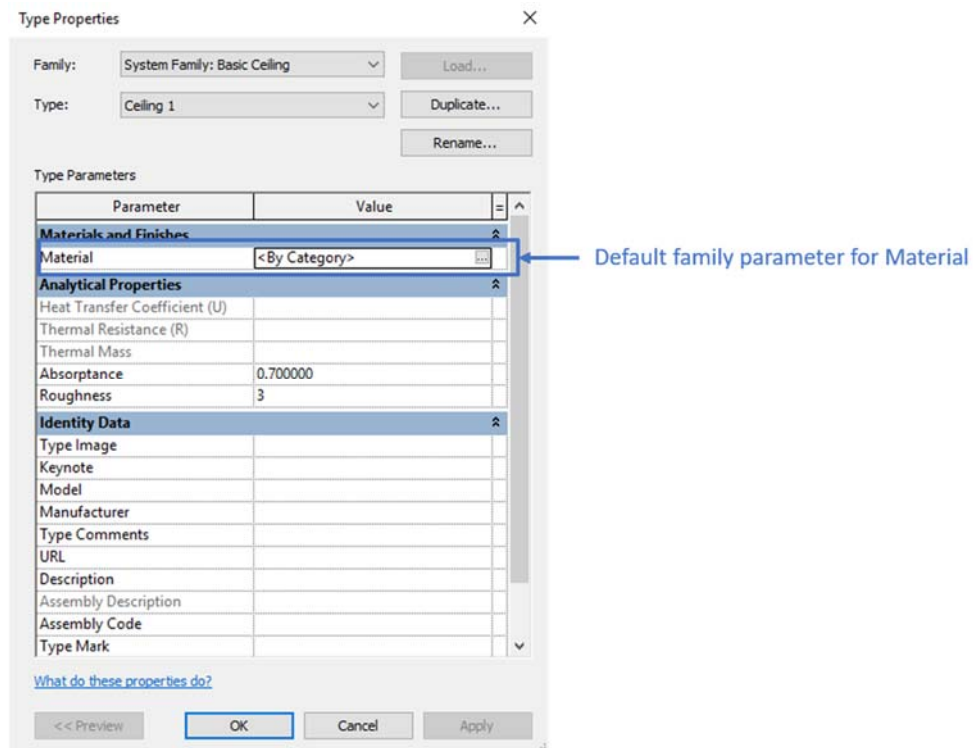 Type Properties
Family: System Family: Basic Ceiling Load...
Type: Ceiling 1 Duplicate...
Rename...
Type Parameters
Parameter Value =
Materials and Finishes
Material <By Category> ...
Default family parameter for Material
Analytical Properties
Heat Transfer Coefficient (U)
Thermal Resistance (R)
Thermal Mass
Absorptance 0.700000
Roughness 3
Identity Data
Type Image
Keynote
Model
Manufacturer
Type Comments
URL
Description
Assembly Description
Assembly Code
Type Mark
What do these properties do?
<< Preview OK Cancel Apply